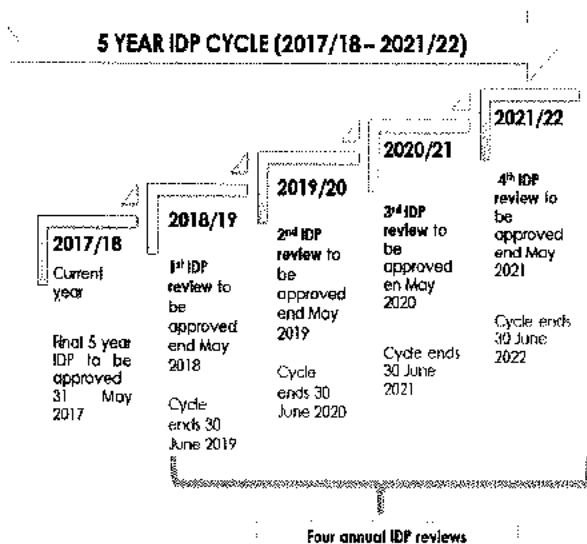 5 YEAR IDP CYCLE (2017/18 – 2021/22)
2017/18
Current
year
Final 5 year
IDP to be
approved
31 May
2017
2018/19
1st IDP
review to
be
approved
end May
2018
Cycle
ends 30
June 2019
2019/20
2nd IDP
review to
be
approved
end May
2019
Cycle
ends 30
June 2020
2020/21
3rd IDP
review to
be
approved
en May
2020
Cycle ends
30 June
2021
2021/22
4th IDP
review to
be
approved
end May
2021
Cycle ends
30 June
2022
Four annual IDP reviews